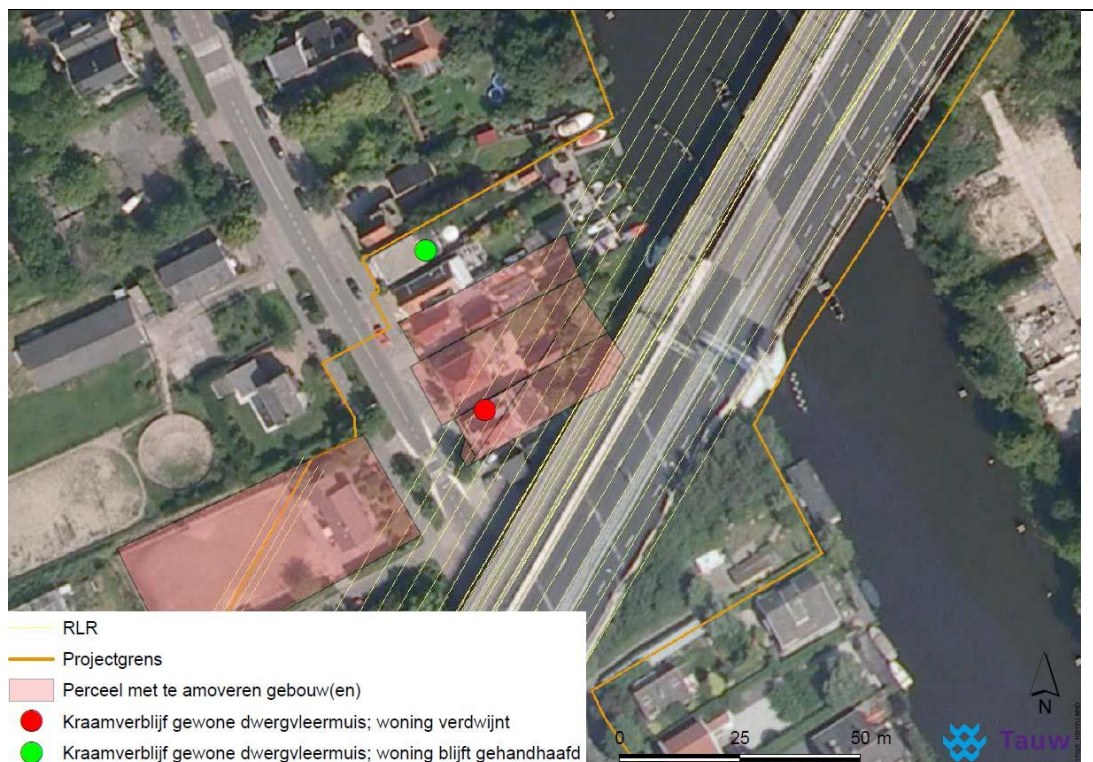 RLR
Projectgrens
Perceel met te amoveren gebouw(en)
Kraamverblijf gewone dwergvleermuis; woning verdwijnt
Kraamverblijf gewone dwergvleermuis; woning blijft gehandhaafd
N
0 25 50 m
Tauw